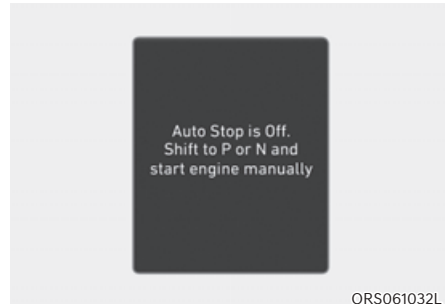 Auto Stop is Off.
Shift to P or N and
start engine manually
ORS061032L